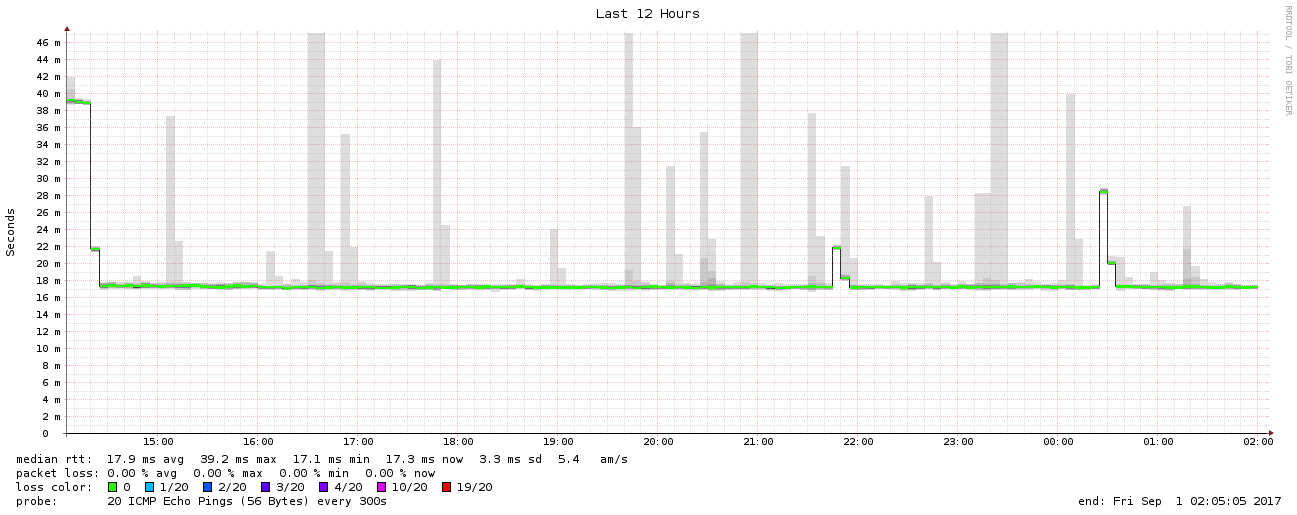 Last 12 Hours
RRDTOOL / TOBI OETIKER
Seconds
46 m
44 m
42 m
40 m
38 m
36 m
34 m
32 m
30 m
28 m
26 m
24 m
22 m
20 m
18 m
16 m
14 m
12 m
10 m
8 m
6 m
4 m
2 m
0
15:00 16:00 17:00 18:00 19:00 20:00 21:00 22:00 23:00 00:00 01:00 02:00
median rtt: 17.9 ms avg 39.2 ms max 17.1 ms min 17.3 ms now 3.3 ms sd 5.4 am/s
packet loss: 0.00 % avg 0.00 % max 0.00 % min 0.00 % now
loss color: 0 1/20 2/20 3/20 4/20 10/20 19/20
probe: 20 ICMP Echo Pings (56 Bytes) every 300s end: Fri Sep 1 02:05:05 2017